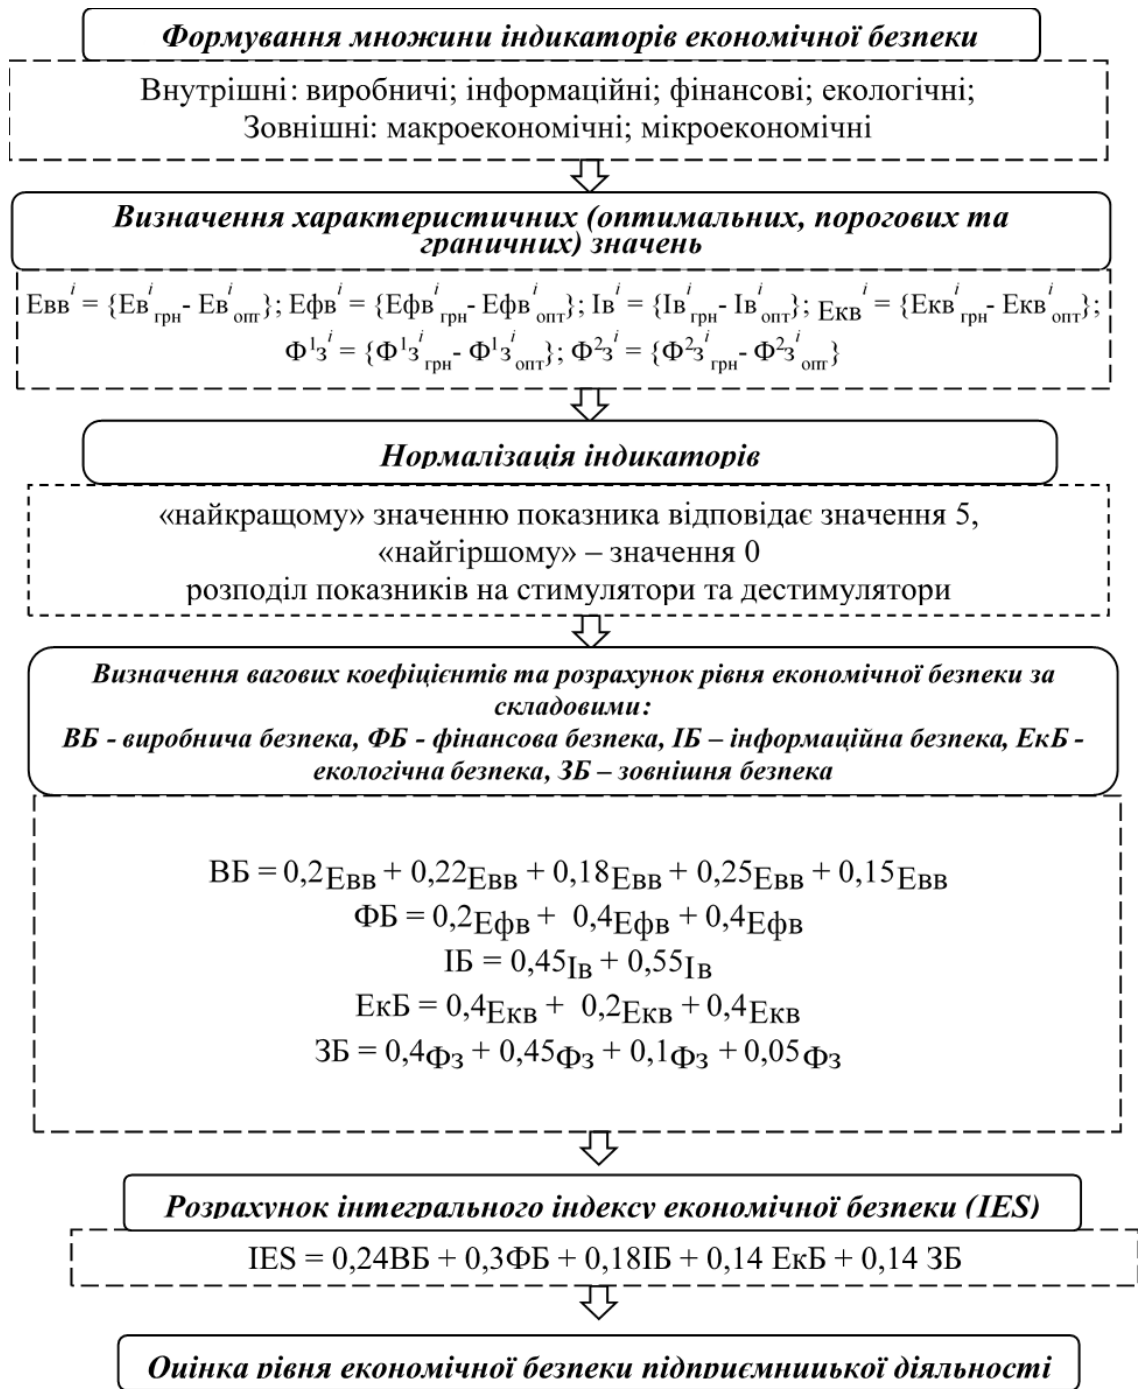 Формування множини індикаторів економічної безпеки
Внутрішні: виробничі; інформаційні; фінансові; екологічні;
Зовнішні: макроекономічні; мікроекономічні
Визначення характеристичних (оптимальних, порогових та
граничних) значень
Евв^i = {Ев^i_грн - Ев^i_опт}; Ефв^i = {Ефв^i_грн - Ефв^i_опт}; Ів^i = {Ів^i_грн - Ів^i_опт}; Екв^i = {Екв^i_грн - Екв^i_опт};
Ф¹з^i = {Ф¹з^i_грн - Ф¹з^i_опт}; Ф²з^i = {Ф²з^i_грн - Ф²з^i_опт}
Нормалізація індикаторів
«найкращому» значенню показника відповідає значення 5,
«найгіршому» – значення 0
розподіл показників на стимулятори та дестимулятори
Визначення вагових коефіцієнтів та розрахунок рівня економічної безпеки за
складовими:
ВБ - виробнича безпека, ФБ - фінансова безпека, ІБ – інформаційна безпека, ЕкБ -
екологічна безпека, ЗБ – зовнішня безпека
ВБ = 0,2Евв + 0,22Евв + 0,18Евв + 0,25Евв + 0,15Евв
ФБ = 0,2Ефв + 0,4Ефв + 0,4Ефв
ІБ = 0,45Ів + 0,55Ів
ЕкБ = 0,4Екв + 0,2Екв + 0,4Екв
ЗБ = 0,4Фз + 0,45Фз + 0,1Фз + 0,05Фз
Розрахунок інтегрального індексу економічної безпеки (IES)
IES = 0,24ВБ + 0,3ФБ + 0,18ІБ + 0,14 ЕкБ + 0,14 ЗБ
Оцінка рівня економічної безпеки підприємницької діяльності